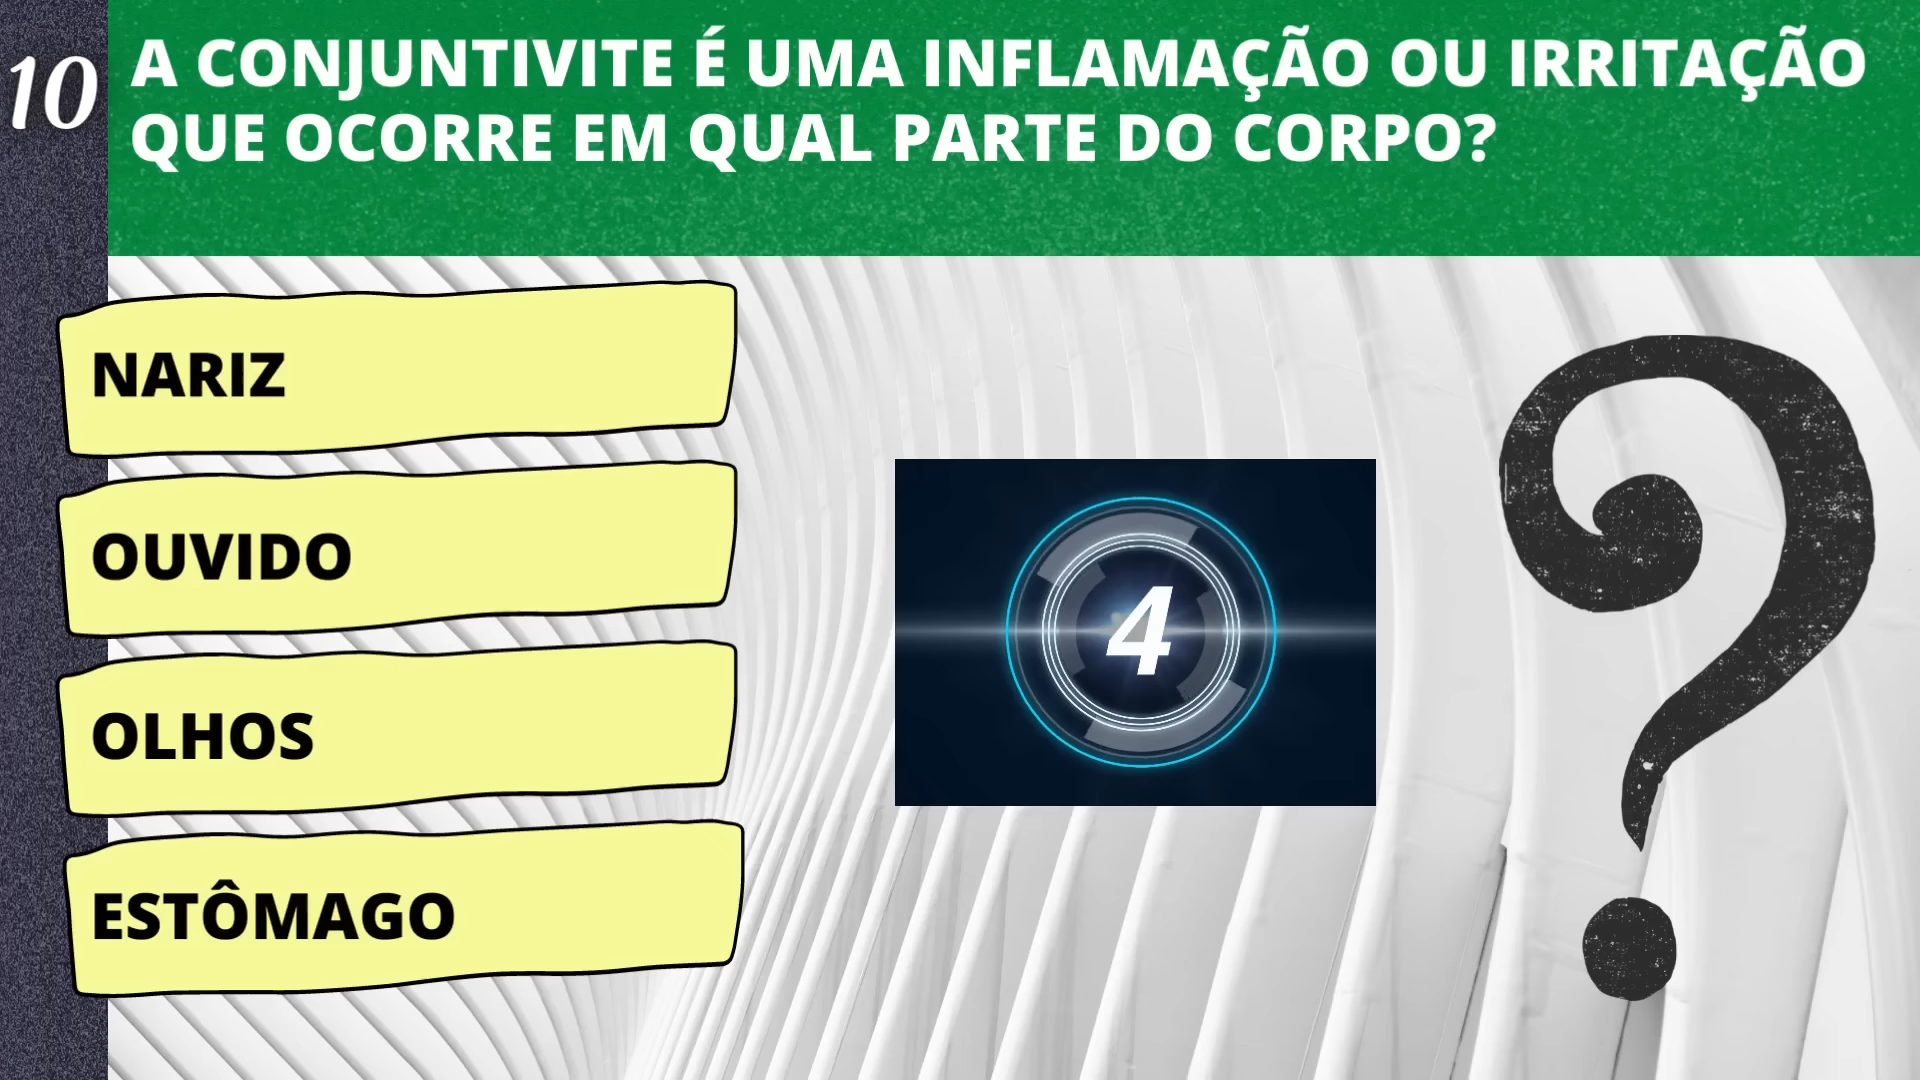 10
A CONJUNTIVITE É UMA INFLAMAÇÃO OU IRRITAÇÃO
QUE OCORRE EM QUAL PARTE DO CORPO?
NARIZ
OUVIDO
OLHOS
ESTÔMAGO
4
?